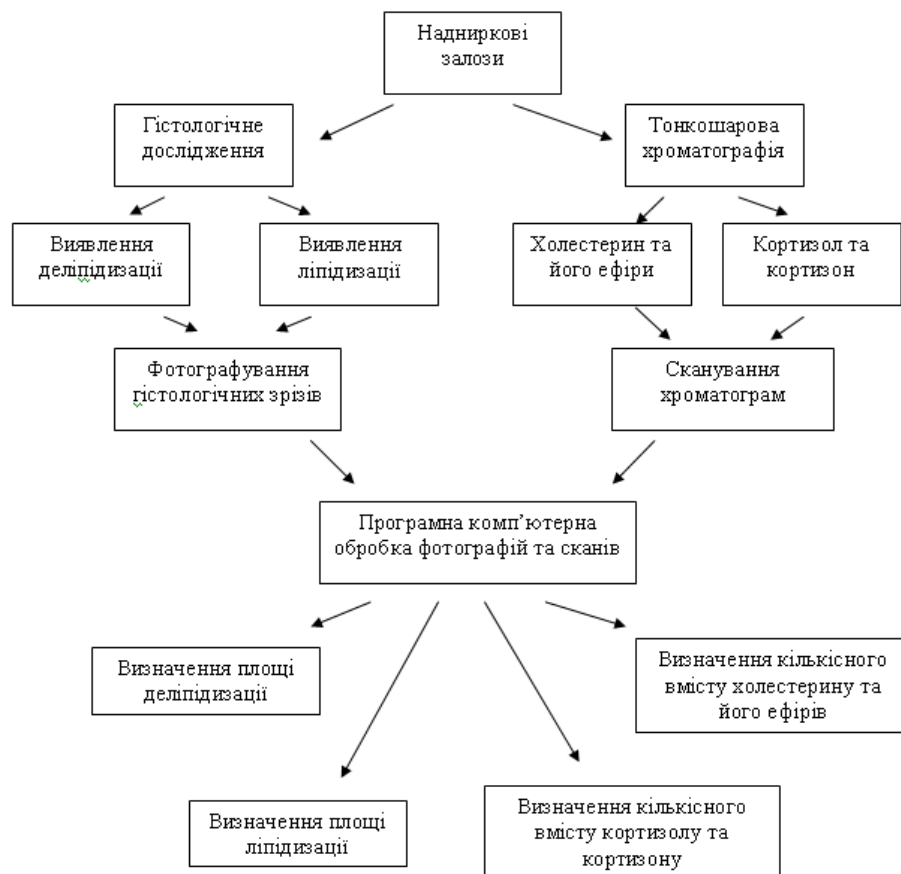 Надниркові
залози
Гістологічне
дослідження
Тонкошарова
хроматографія
Виявлення
деліпідизації
Виявлення
ліпідизації
Холестерин та
його ефіри
Кортизол та
кортизон
Фотографування
гістологічних зрізів
Сканування
хроматограм
Програмна комп’ютерна
обробка фотографій та сканів
Визначення площі
деліпідизації
Визначення кількісного
вмісту холестерину та
його ефірів
Визначення площі
ліпідизації
Визначення кількісного
вмісту кортизолу та
кортизону